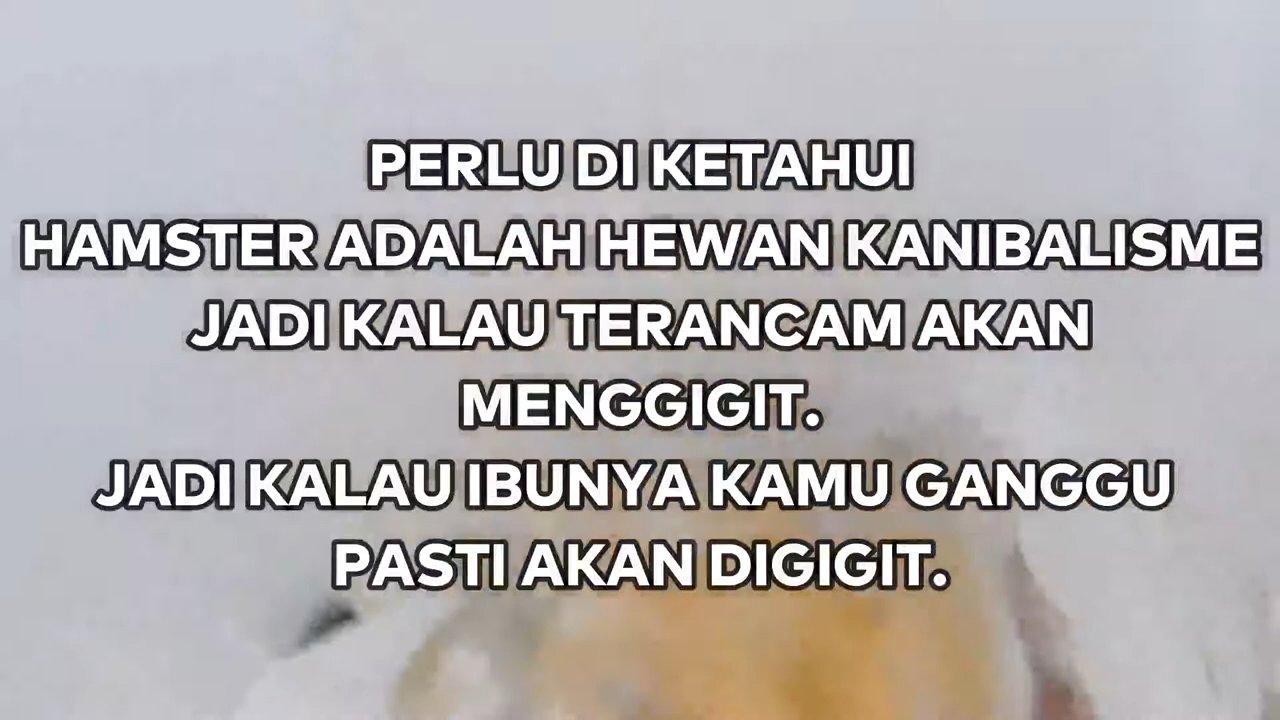 PERLU DI KETAHUI
HAMSTER ADALAH HEWAN KANIBALISME
JADI KALAU TERANCAM AKAN
MENGGIGIT.
JADI KALAU IBUNYA KAMU GANGGU
PASTI AKAN DIGIGIT.